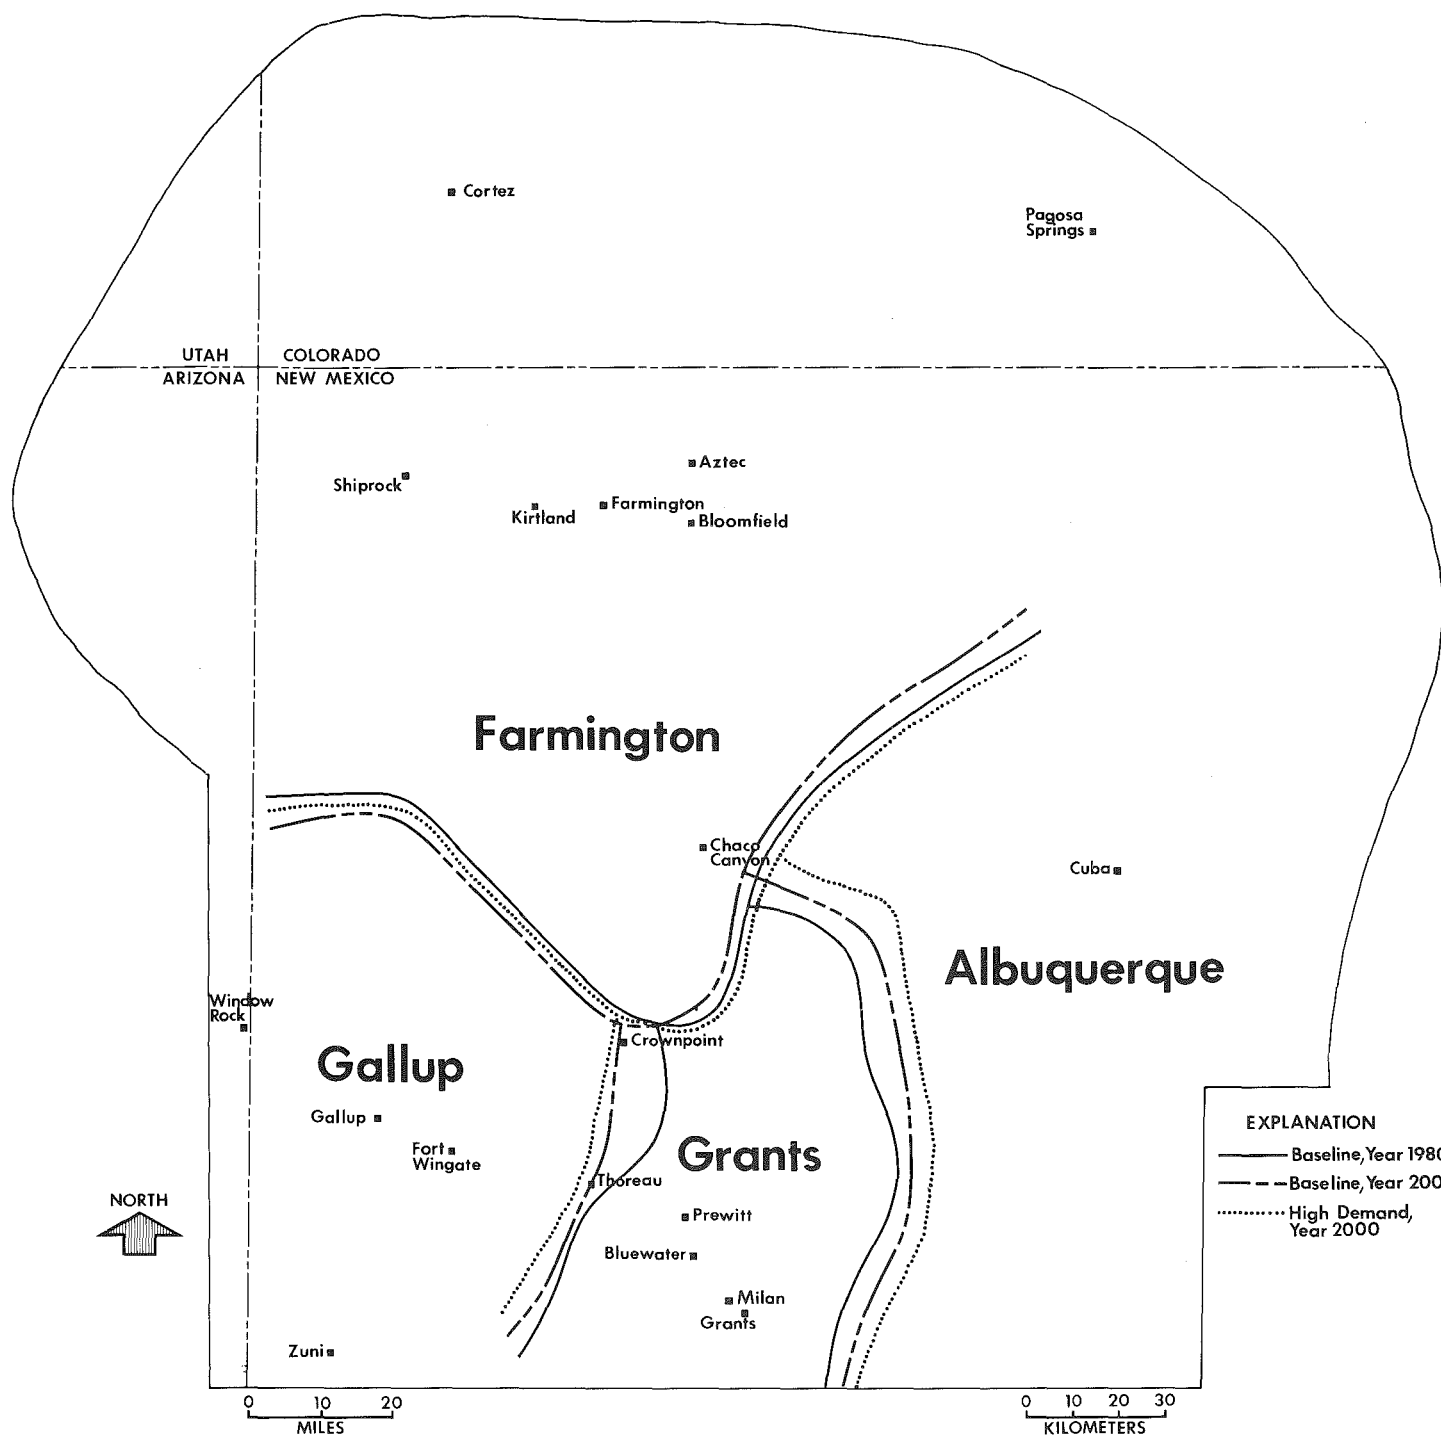 Cortez
Pagosa
Springs
UTAH COLORADO
ARIZONA NEW MEXICO
Aztec
Shiprock
Kirtland
Farmington
Bloomfield
Farmington
Chaco
Canyon
Cuba
Albuquerque
Window
Rock
Crownpoint
Gallup
Gallup
Fort
Wingate
Grants
Thoreau
Prewitt
Bluewater
Milan
Grants
Zuni
NORTH
EXPLANATION
Baseline, Year 198
Baseline, Year 200
High Demand,
Year 2000
0 10 20
MILES
0 10 20 30
KILOMETERS